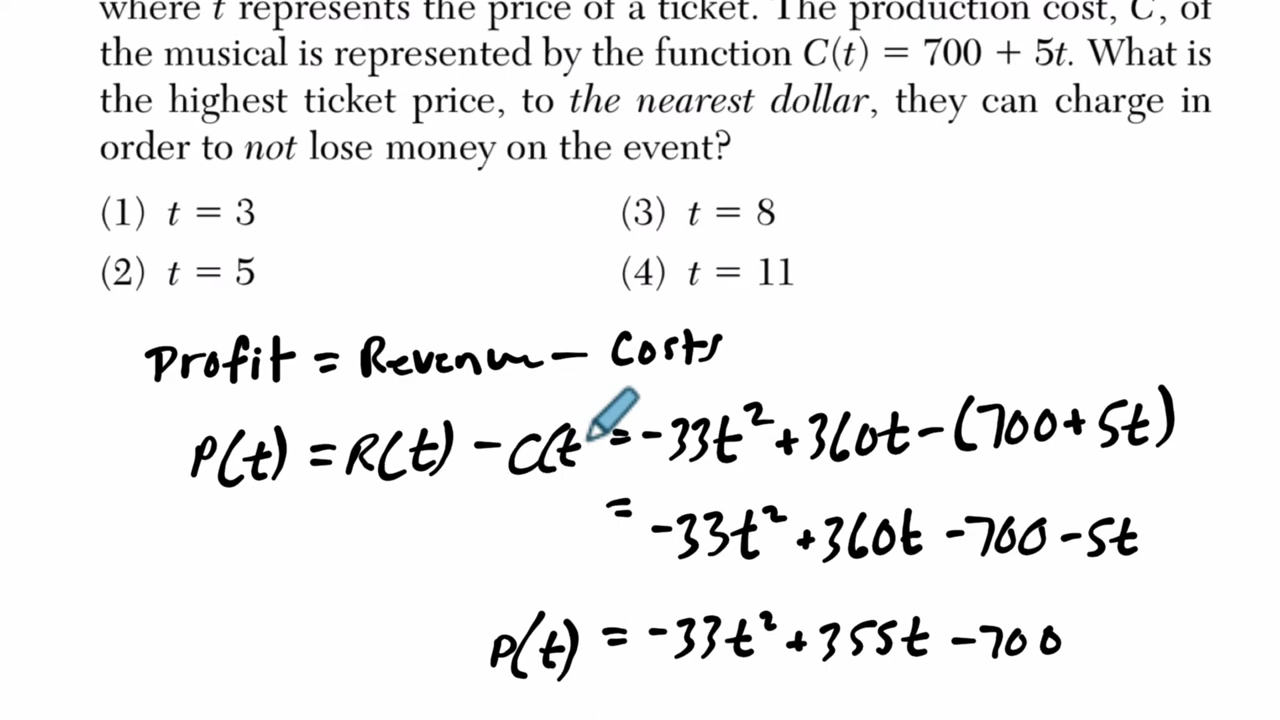 where t represents the price of a ticket. The production cost, C, of
the musical is represented by the function C(t) = 700 + 5t. What is
the highest ticket price, to the nearest dollar, they can charge in
order to not lose money on the event?
(1) t = 3 (3) t = 8
(2) t = 5 (4) t = 11
Profit = Revenue - Costs
P(t) = R(t) - C(t = -33t² + 360t - (700 + 5t)
= -33t² + 360t - 700 - 5t
P(t) = -33t² + 355t - 700